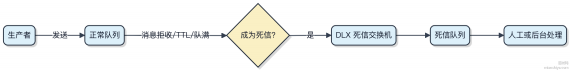 生产者
发送
正常队列
消息拒收/TTL/队满
成为死信?
是
DLX 死信交换机
死信队列
人工或后台处理